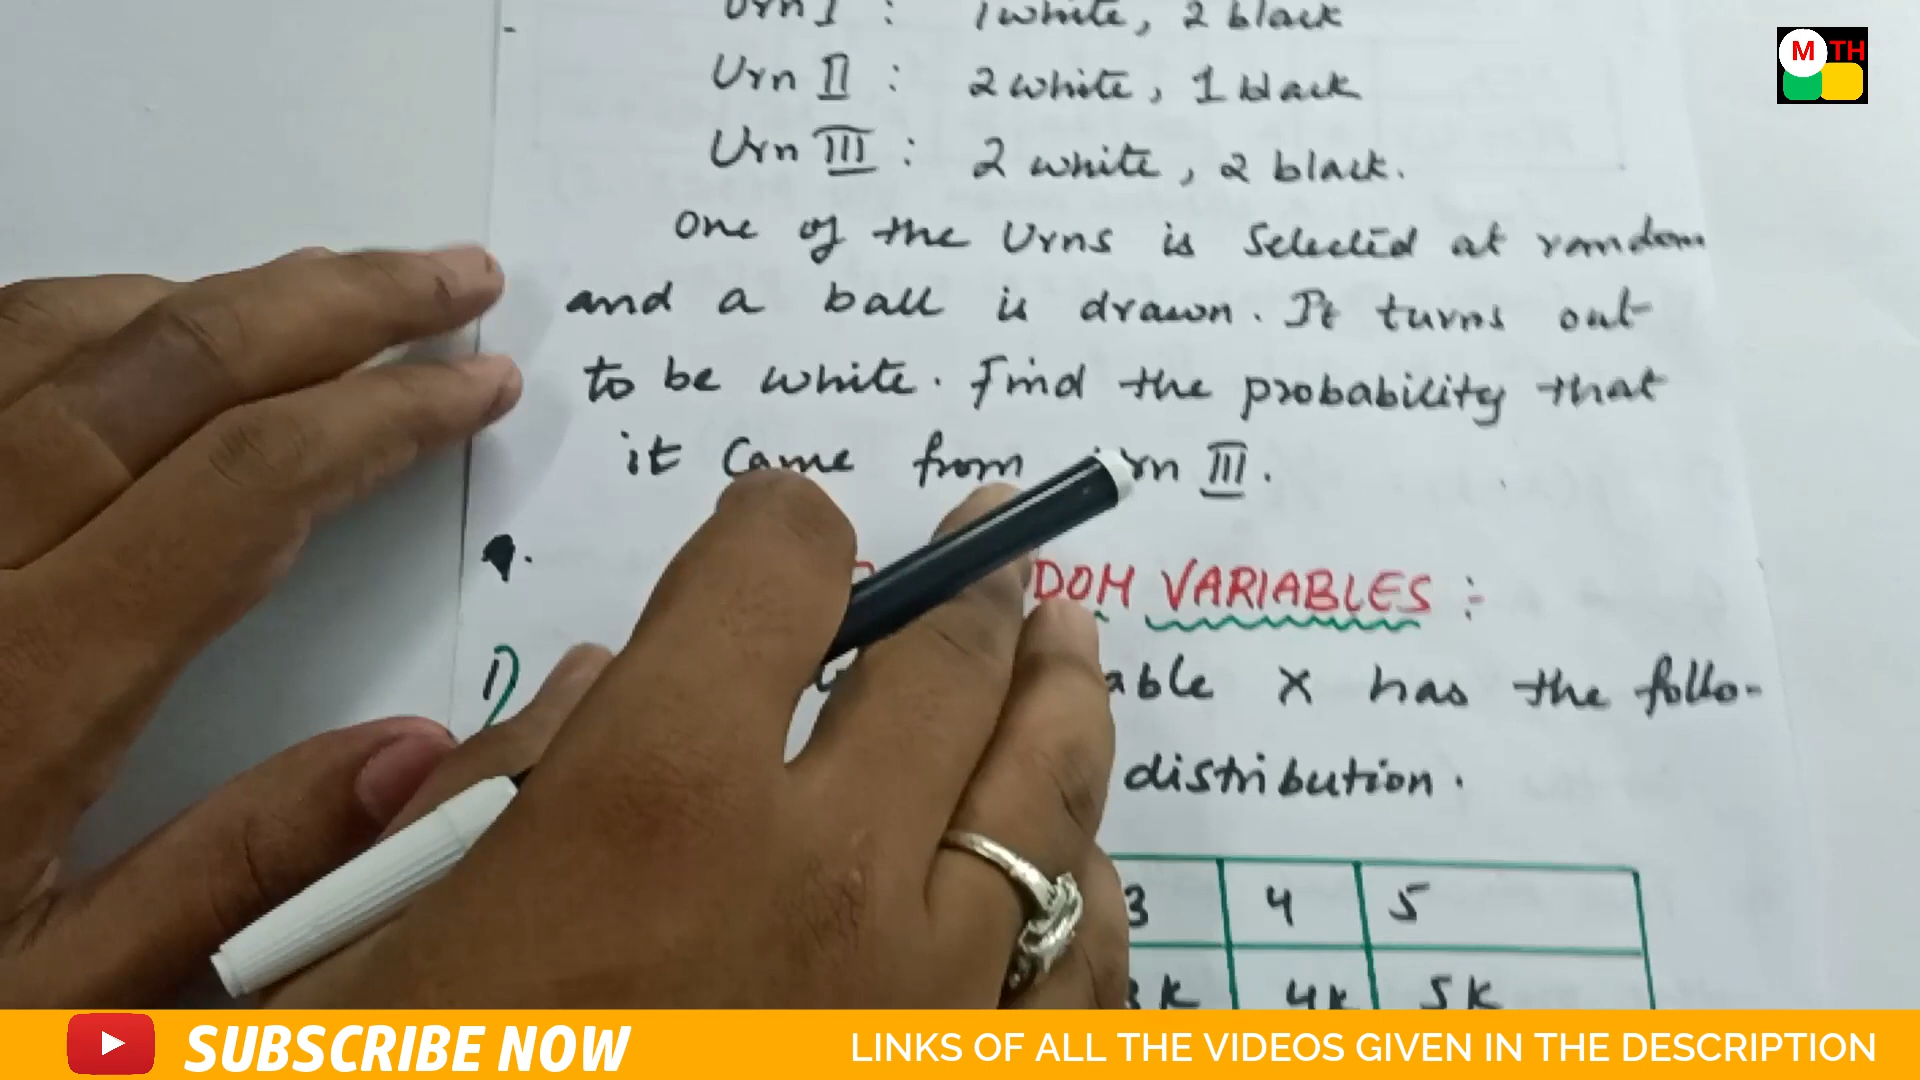 Urn I : 1 white, 2 black
Urn II : 2 white, 1 black
Urn III : 2 white, 2 black.
One of the Urns is Selected at random
and a ball is drawn. It turns out
to be white. Find the probability that
it Came from III.
VARIABLES :-
1) X has the follo-
distribution.
3 4 5
4k 5k
M TH
SUBSCRIBE NOW
LINKS OF ALL THE VIDEOS GIVEN IN THE DESCRIPTION